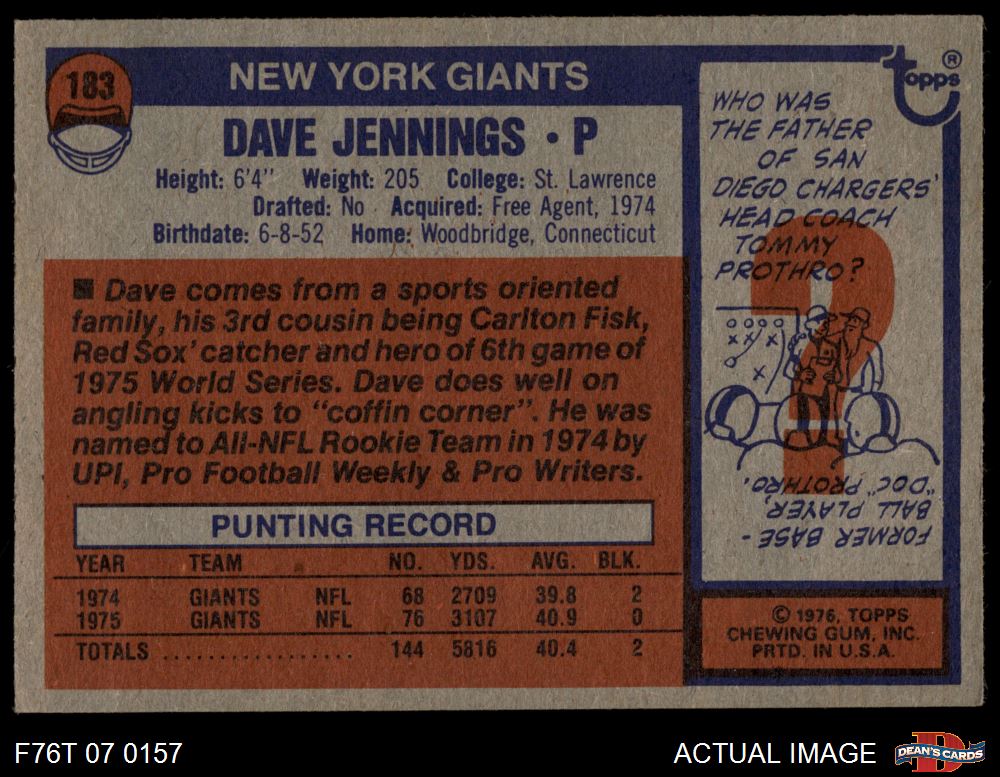 183
NEW YORK GIANTS
DAVE JENNINGS • P
Height: 6'4" Weight: 205 College: St. Lawrence
Drafted: No Acquired: Free Agent, 1974
Birthdate: 6-8-52 Home: Woodbridge, Connecticut
■ Dave comes from a sports oriented
family, his 3rd cousin being Carlton Fisk,
Red Sox' catcher and hero of 6th game of
1975 World Series. Dave does well on
angling kicks to "coffin corner". He was
named to All-NFL Rookie Team in 1974 by
UPI, Pro Football Weekly & Pro Writers.
PUNTING RECORD
YEAR TEAM NO. YDS. AVG. BLK.
1974 GIANTS NFL 68 2709 39.8 2
1975 GIANTS NFL 76 3107 40.9 0
TOTALS .................. 144 5816 40.4 2
topps®
WHO WAS
THE FATHER
OF SAN
DIEGO CHARGERS'
HEAD COACH
TOMMY
PROTHRO?
?
FORMER BASE-
BALL PLAYER,
"DOC" PROTHRO.
© 1976, TOPPS
CHEWING GUM, INC.
PRTD. IN U.S.A.
F76T 07 0157
ACTUAL IMAGE
D
DEAN'S CARDS